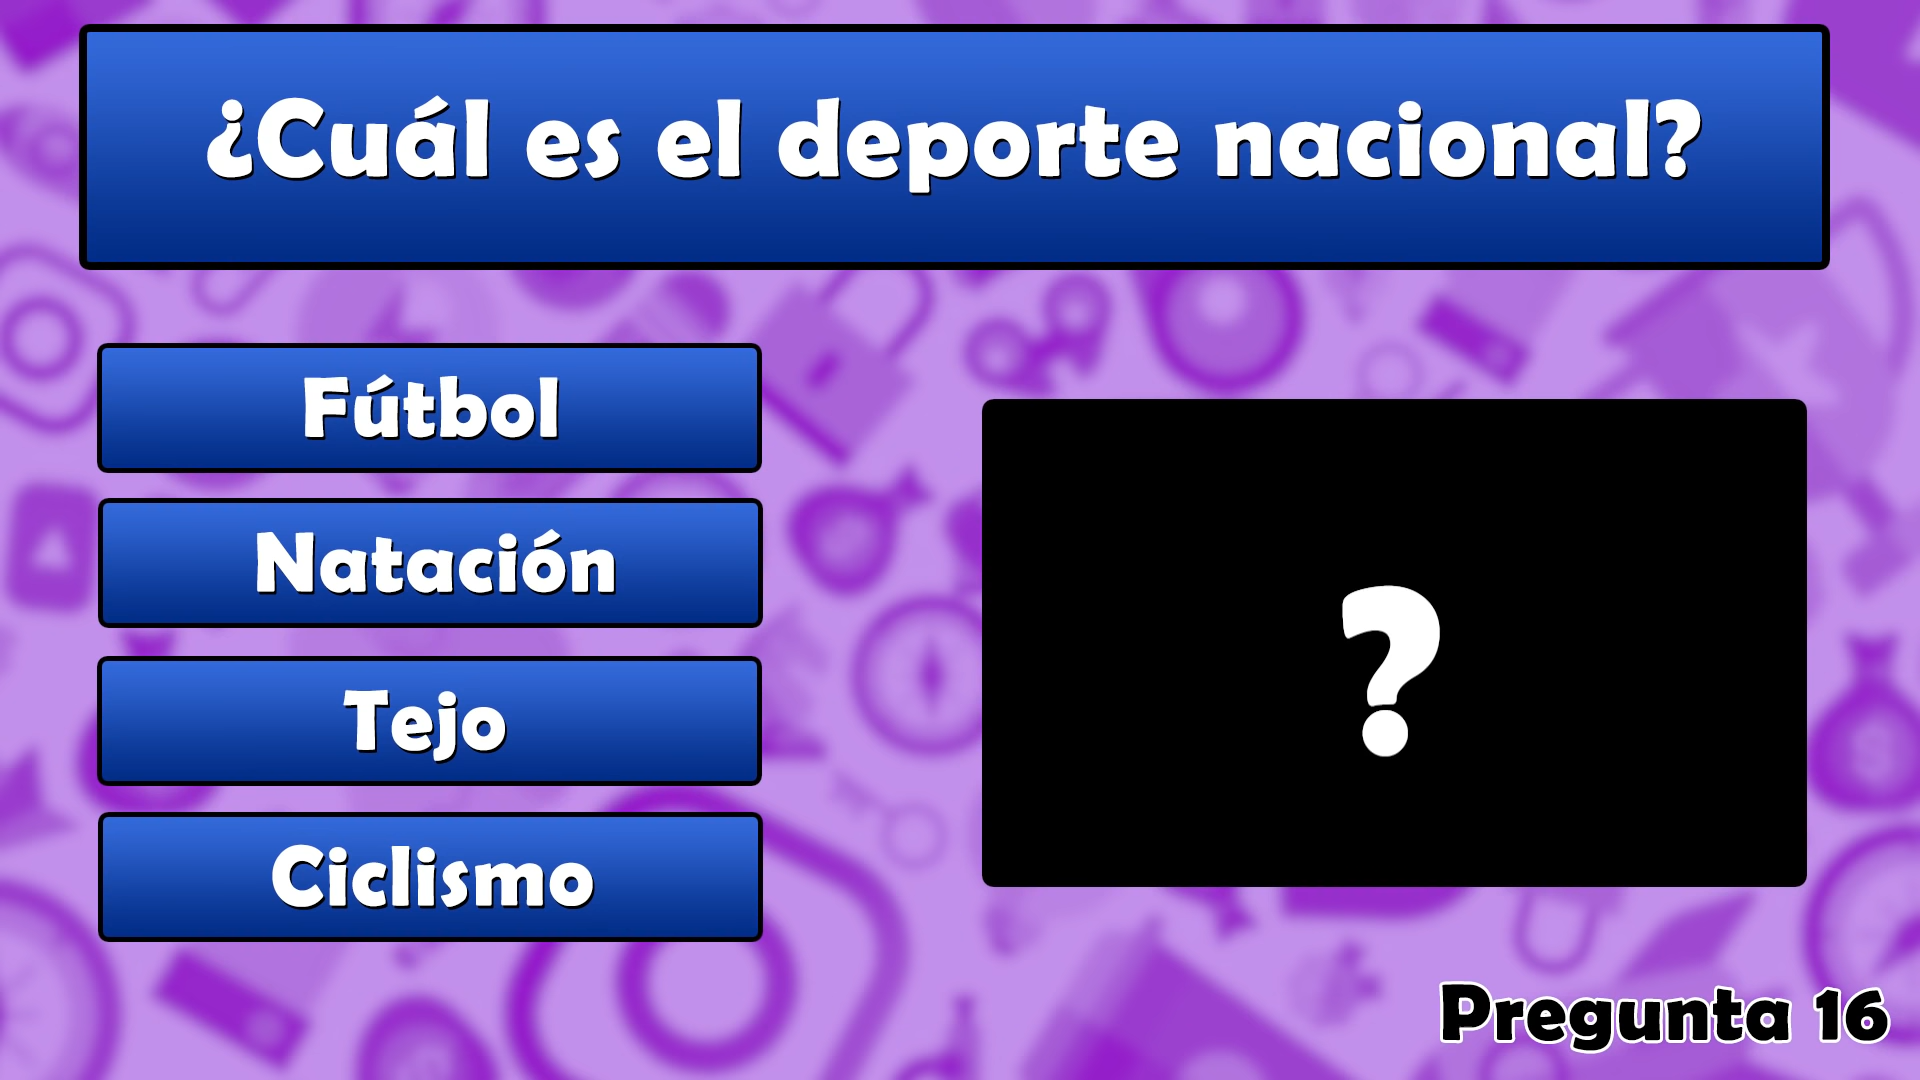 ¿Cuál es el deporte nacional?
Fútbol
Natación
Tejo
Ciclismo
?
Pregunta 16